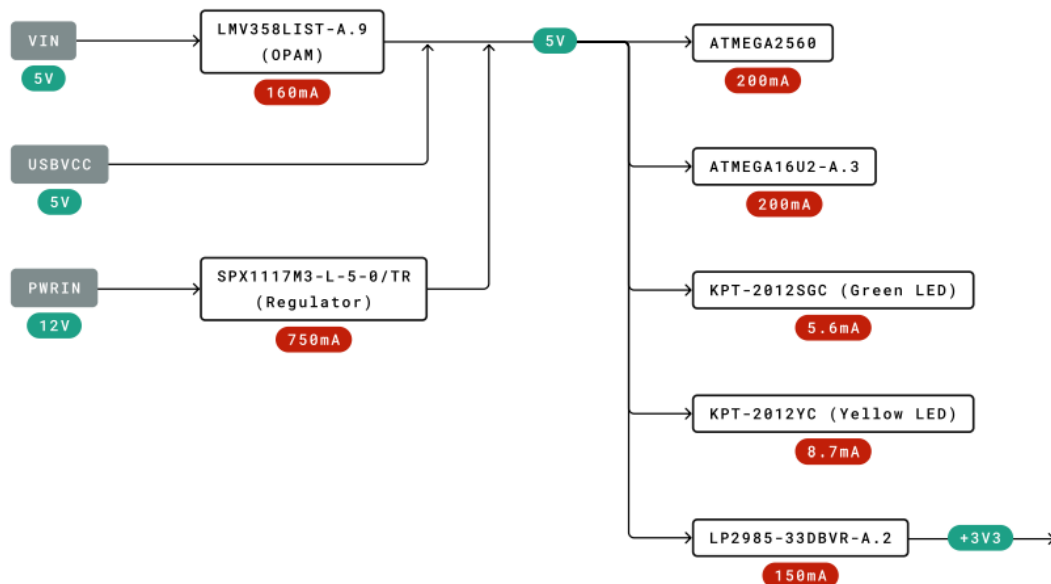 VIN
5V
LMV358LIST-A.9
(OPAM)
160mA
USBVCC
5V
PWRIN
12V
SPX1117M3-L-5-0/TR
(Regulator)
750mA
5V
ATMEGA2560
200mA
ATMEGA16U2-A.3
200mA
KPT-2012SGC (Green LED)
5.6mA
KPT-2012YC (Yellow LED)
8.7mA
LP2985-33DBVR-A.2
150mA
+3V3